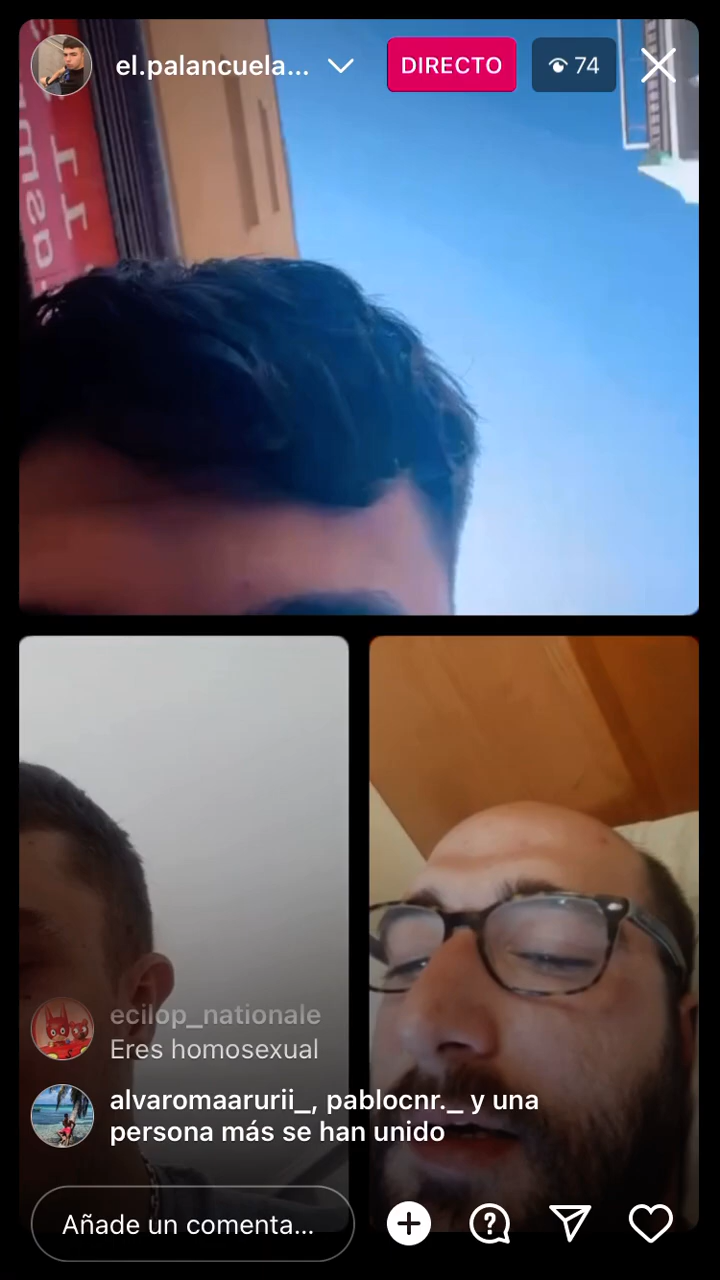 el.palancuela...
DIRECTO
74
ecilop_nationale
Eres homosexual
alvaromaarurii_, pablocnr._ y una
persona más se han unido
Añade un comenta...